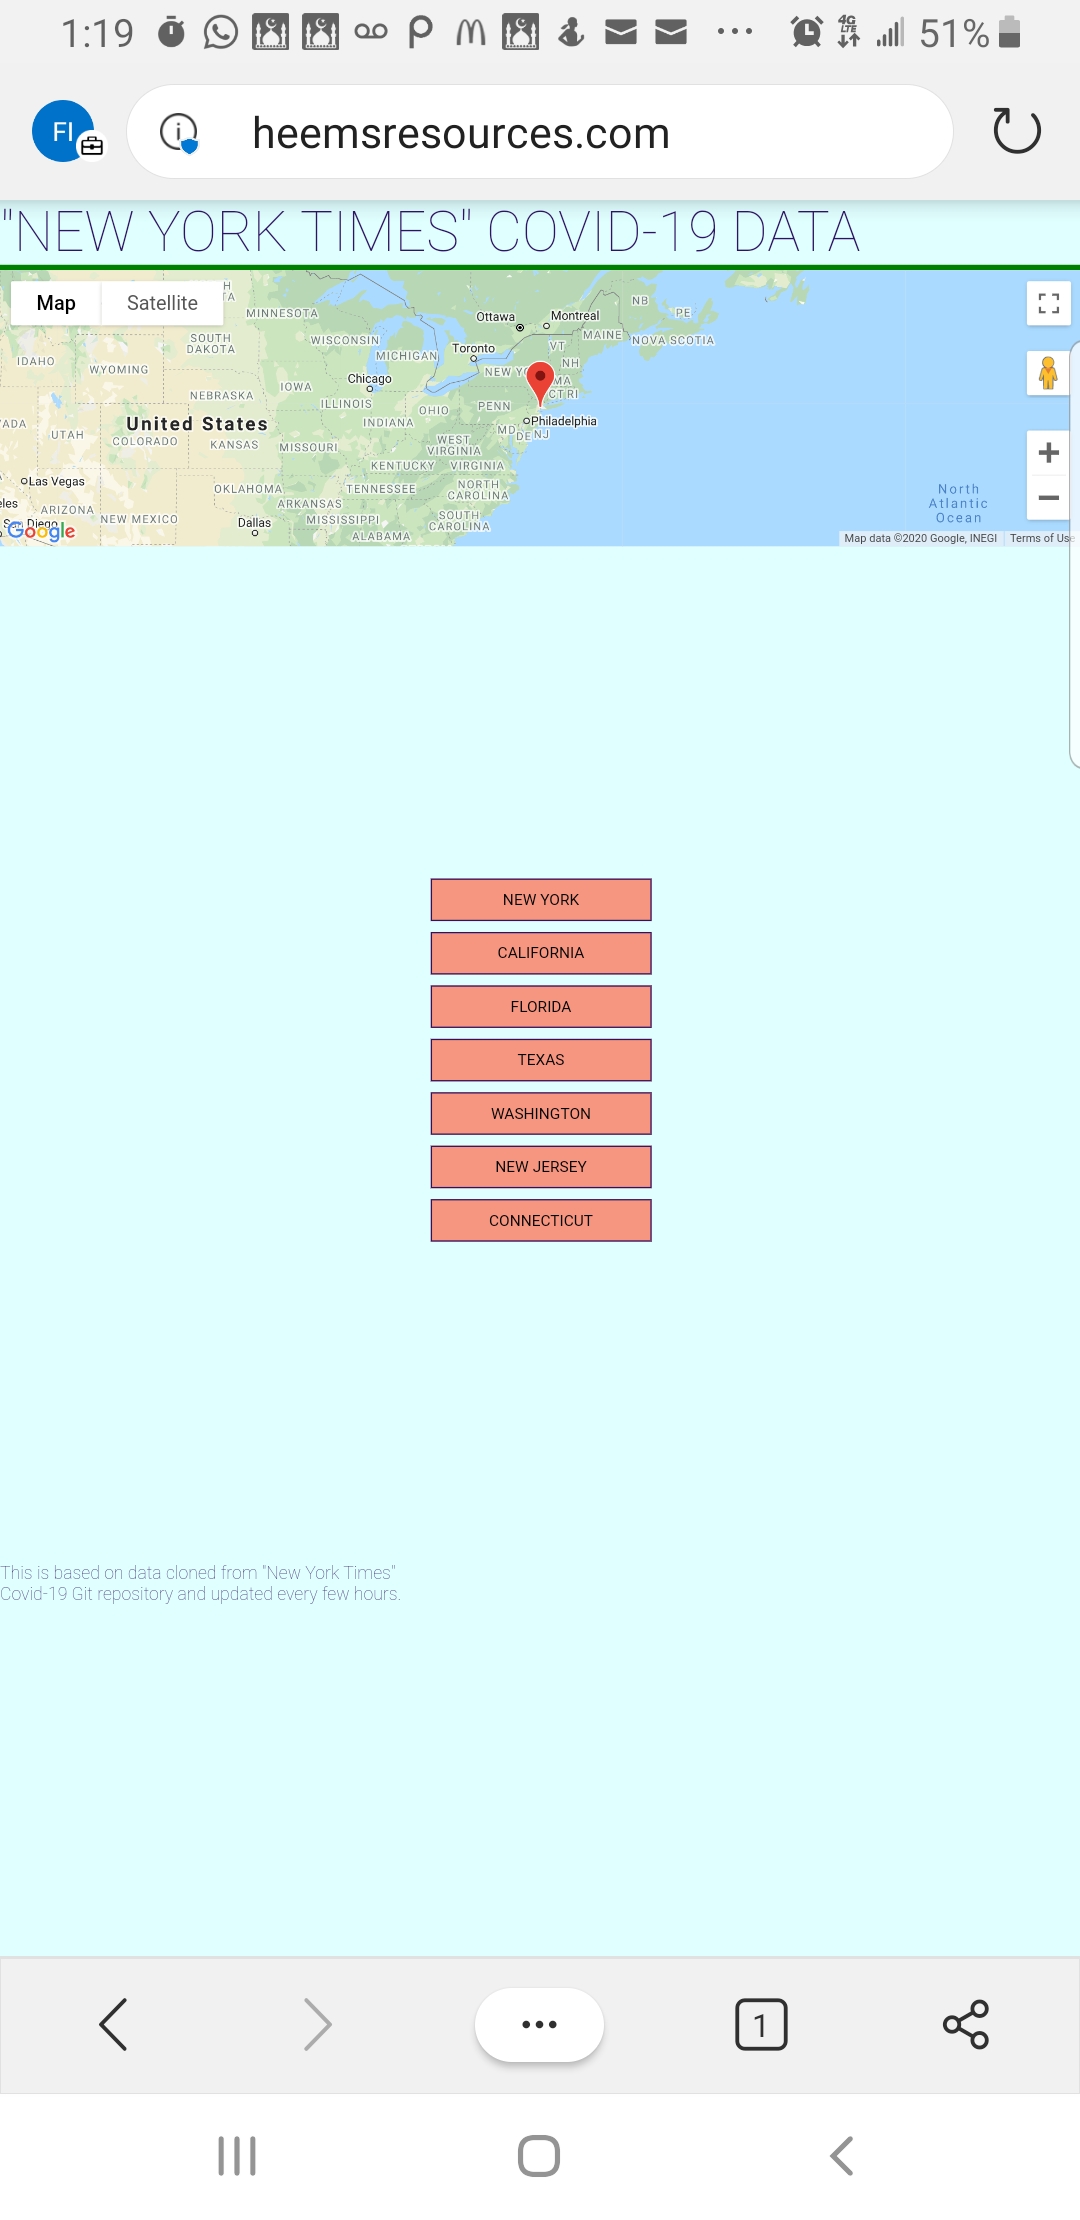 1:19
4G
LTE
51%
FI
heemsresources.com
"NEW YORK TIMES" COVID-19 DATA
Map
Satellite
MINNESOTA
Ottawa
Montreal
NB
PE
NOVA SCOTIA
MAINE
WISCONSIN
SOUTH
DAKOTA
MICHIGAN
Toronto
VT
NH
IDAHO
WYOMING
NEW YO
MA
CT RI
Chicago
IOWA
NEBRASKA
ILLINOIS
OHIO
PENN
INDIANA
Philadelphia
United States
MD
DE
NJ
UTAH
COLORADO
KANSAS
MISSOURI
WEST
VIRGINIA
KENTUCKY
VIRGINIA
Las Vegas
OKLAHOMA
TENNESSEE
NORTH
CAROLINA
North
Atlantic
Ocean
ARIZONA
NEW MEXICO
ARKANSAS
MISSISSIPPI
SOUTH
CAROLINA
San Diego
Dallas
ALABAMA
Google
Map data ©2020 Google, INEGI
Terms of Use
NEW YORK
CALIFORNIA
FLORIDA
TEXAS
WASHINGTON
NEW JERSEY
CONNECTICUT
This is based on data cloned from "New York Times"
Covid-19 Git repository and updated every few hours.
1